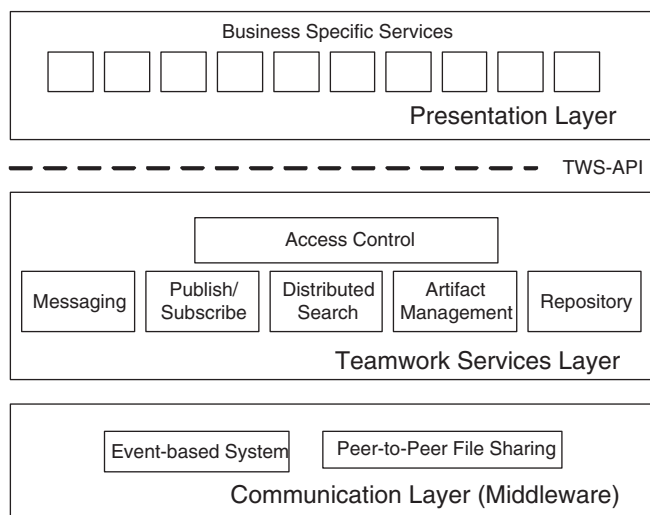 Business Specific Services
Presentation Layer
TWS-API
Access Control
Messaging
Publish/
Subscribe
Distributed
Search
Artifact
Management
Repository
Teamwork Services Layer
Event-based System
Peer-to-Peer File Sharing
Communication Layer (Middleware)